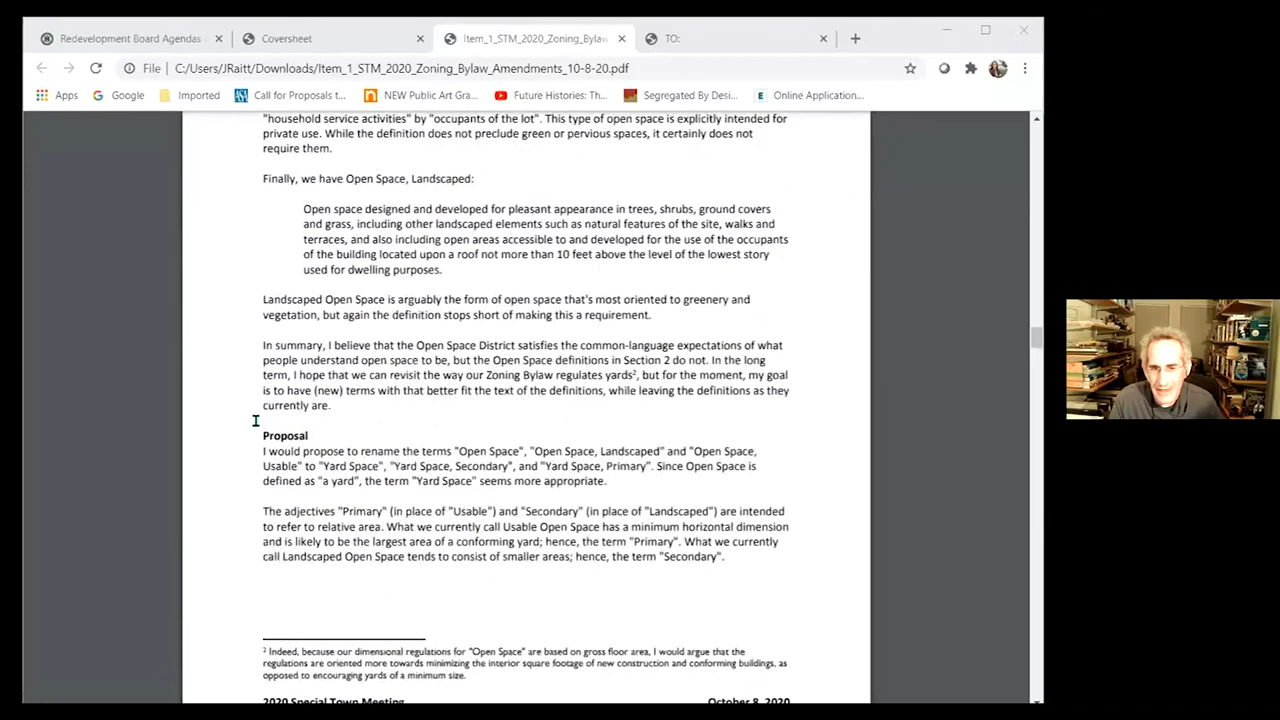 Redevelopment Board Agendas
Coversheet
Item_1_STM_2020_Zoning_Bylaw
TO:
File C:/Users/JRaitt/Downloads/Item_1_STM_2020_Zoning_Bylaw_Amendments_10-8-20.pdf
Apps Google Imported Call for Proposals t... NEW Public Art Gra... Future Histories: Th... Segregated By Desi... Online Application...
"household service activities" by "occupants of the lot". This type of open space is explicitly intended for
private use. While the definition does not preclude green or pervious spaces, it certainly does not
require them.
Finally, we have Open Space, Landscaped:
Open space designed and developed for pleasant appearance in trees, shrubs, ground covers
and grass, including other landscaped elements such as natural features of the site, walks and
terraces, and also including open areas accessible to and developed for the use of the occupants
of the building located upon a roof not more than 10 feet above the level of the lowest story
used for dwelling purposes.
Landscaped Open Space is arguably the form of open space that's most oriented to greenery and
vegetation, but again the definition stops short of making this a requirement.
In summary, I believe that the Open Space District satisfies the common-language expectations of what
people understand open space to be, but the Open Space definitions in Section 2 do not. In the long
term, I hope that we can revisit the way our Zoning Bylaw regulates yards², but for the moment, my goal
is to have (new) terms with that better fit the text of the definitions, while leaving the definitions as they
currently are.
Proposal
I would propose to rename the terms "Open Space", "Open Space, Landscaped" and "Open Space,
Usable" to "Yard Space", "Yard Space, Secondary", and "Yard Space, Primary". Since Open Space is
defined as "a yard", the term "Yard Space" seems more appropriate.
The adjectives "Primary" (in place of "Usable") and "Secondary" (in place of "Landscaped") are intended
to refer to relative area. What we currently call Usable Open Space has a minimum horizontal dimension
and is likely to be the largest area of a conforming yard; hence, the term "Primary". What we currently
call Landscaped Open Space tends to consist of smaller areas; hence, the term "Secondary".
² Indeed, because our dimensional regulations for "Open Space" are based on gross floor area, I would argue that the
regulations are oriented more towards minimizing the interior square footage of new construction and conforming buildings, as
opposed to encouraging yards of a minimum size.
2020 Special Town Meeting October 8, 2020